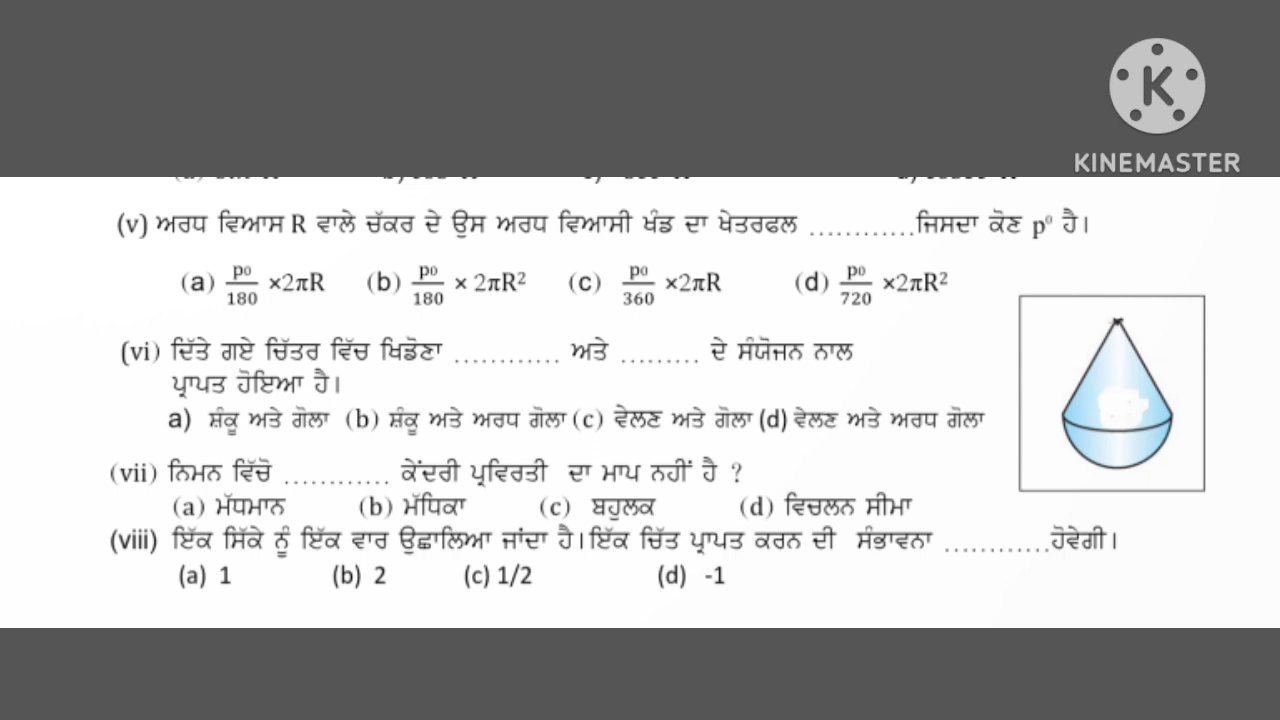 KINEMASTER
(v) ਅਰਧ ਵਿਆਸ R ਵਾਲੇ ਚੱਕਰ ਦੇ ਉਸ ਅਰਧ ਵਿਆਸੀ ਖੰਡ ਦਾ ਖੇਤਰਫਲ ............ਜਿਸਦਾ ਕੋਣ p⁰ ਹੈ।
(a) p⁰/180 ×2πR (b) p⁰/180 × 2πR² (c) p⁰/360 ×2πR (d) p⁰/720 ×2πR²
(vi) ਦਿੱਤੇ ਗਏ ਚਿੱਤਰ ਵਿੱਚ ਖਿਡੋਣਾ ............ ਅਤੇ ......... ਦੇ ਸੰਯੋਜਨ ਨਾਲ
ਪ੍ਰਾਪਤ ਹੋਇਆ ਹੈ।
a) ਸ਼ੰਕੂ ਅਤੇ ਗੋਲਾ (b) ਸ਼ੰਕੂ ਅਤੇ ਅਰਧ ਗੋਲਾ (c) ਵੇਲਣ ਅਤੇ ਗੋਲਾ (d) ਵੇਲਣ ਅਤੇ ਅਰਧ ਗੋਲਾ
(vii) ਨਿਮਨ ਵਿੱਚੋ ............ ਕੇਂਦਰੀ ਪ੍ਰਵਿਰਤੀ ਦਾ ਮਾਪ ਨਹੀਂ ਹੈ ?
(a) ਮੱਧਮਾਨ (b) ਮੱਧਿਕਾ (c) ਬਹੁਲਕ (d) ਵਿਚਲਨ ਸੀਮਾ
(viii) ਇੱਕ ਸਿੱਕੇ ਨੂੰ ਇੱਕ ਵਾਰ ਉਛਾਲਿਆ ਜਾਂਦਾ ਹੈ।ਇੱਕ ਚਿੱਤ ਪ੍ਰਾਪਤ ਕਰਨ ਦੀ ਸੰਭਾਵਨਾ ............ਹੋਵੇਗੀ।
(a) 1 (b) 2 (c) 1/2 (d) -1